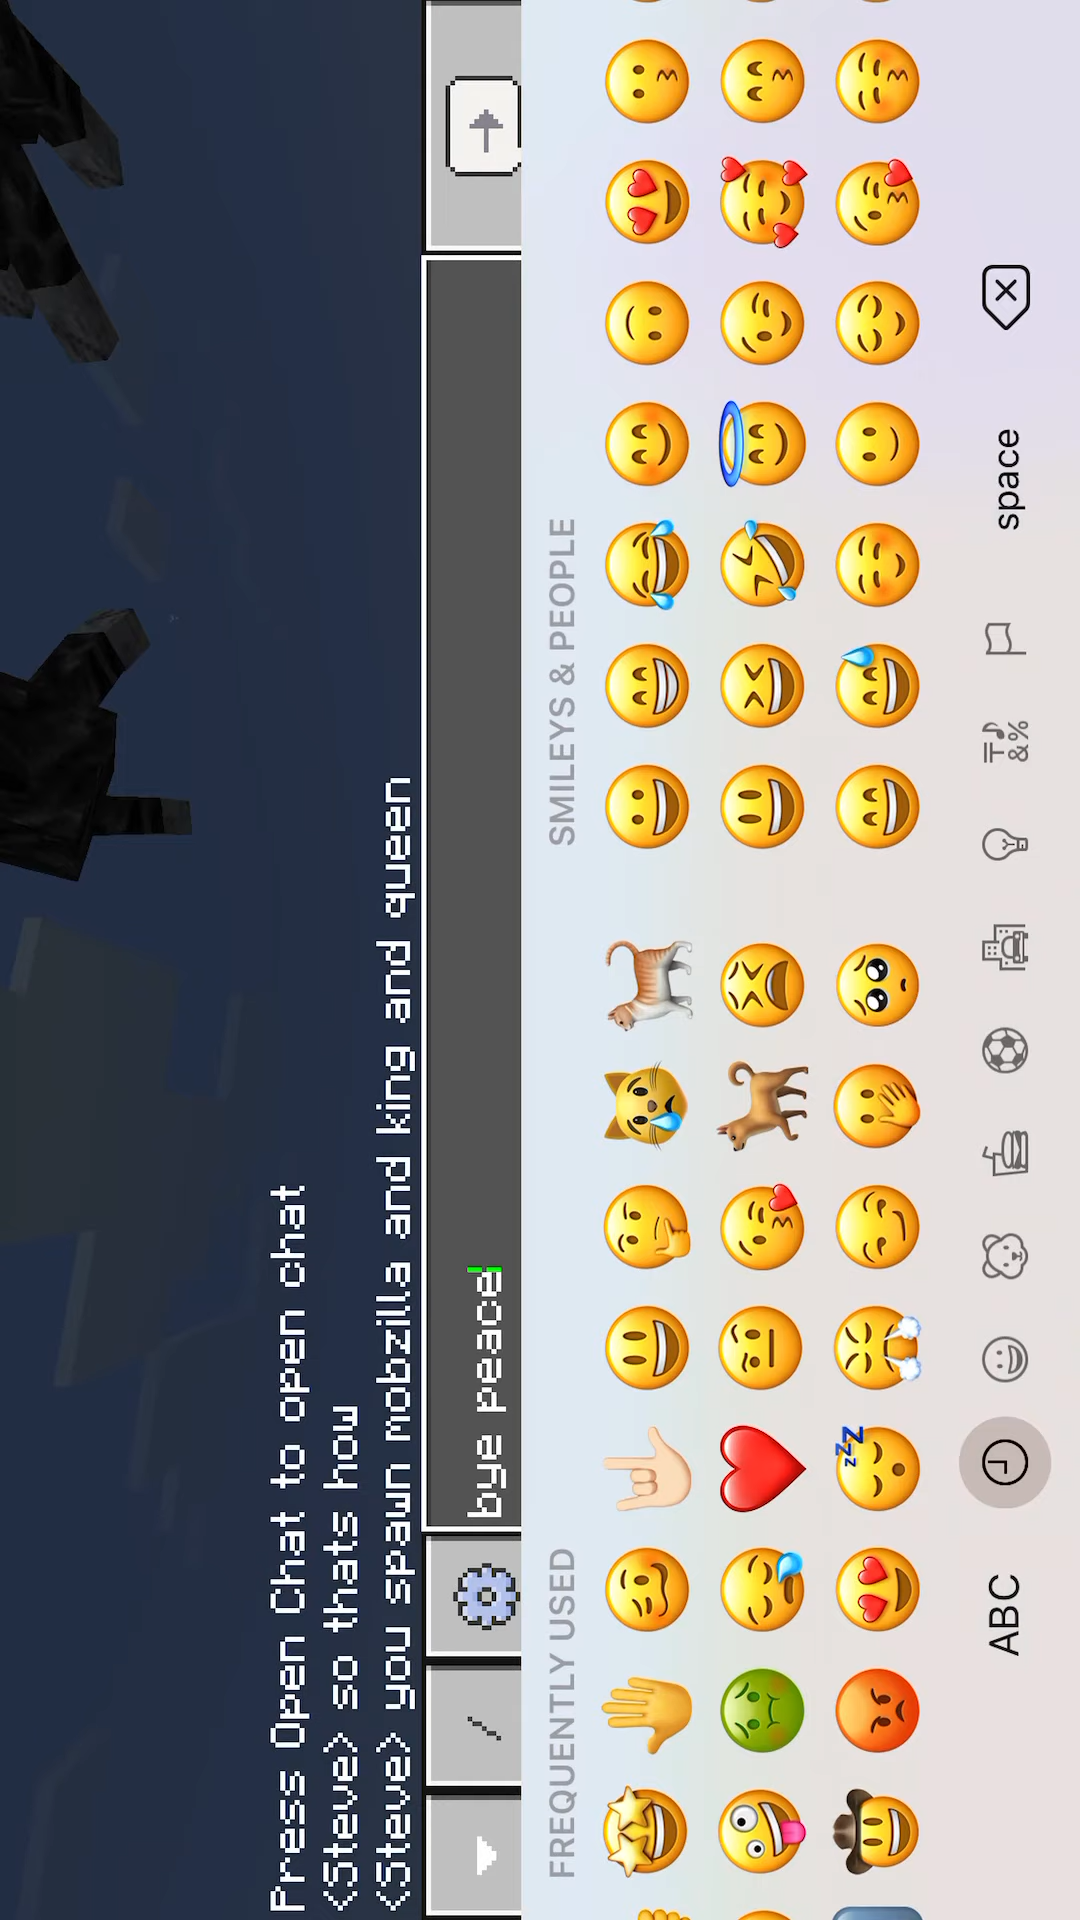 Press Open Chat to open chat
<Steve> so thats how
<Steve> you spawn mobzilla and king and queen
/
bye peace
FREQUENTLY USED
SMILEYS & PEOPLE
ABC
space